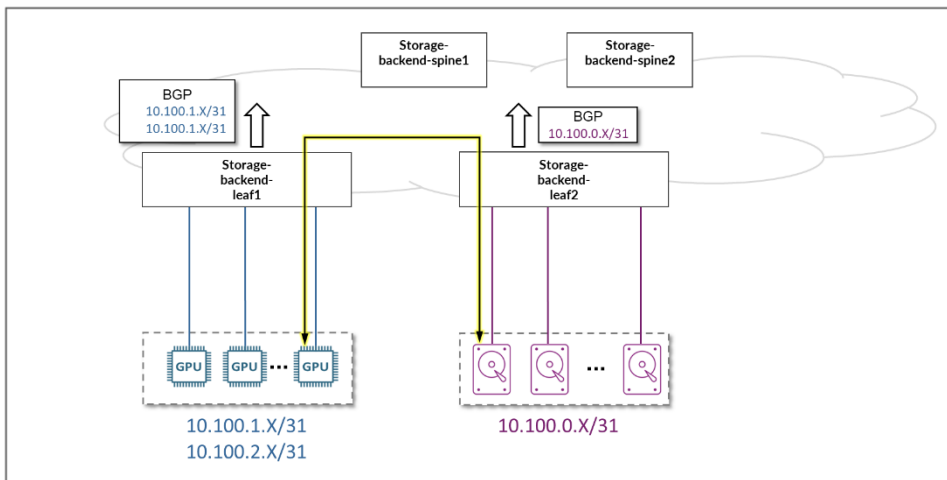 Storage-
backend-spine1
Storage-
backend-spine2
BGP
10.100.1.X/31
10.100.1.X/31
BGP
10.100.0.X/31
Storage-
backend-
leaf1
Storage-
backend-
leaf2
GPU
GPU
...
GPU
...
10.100.1.X/31
10.100.2.X/31
10.100.0.X/31